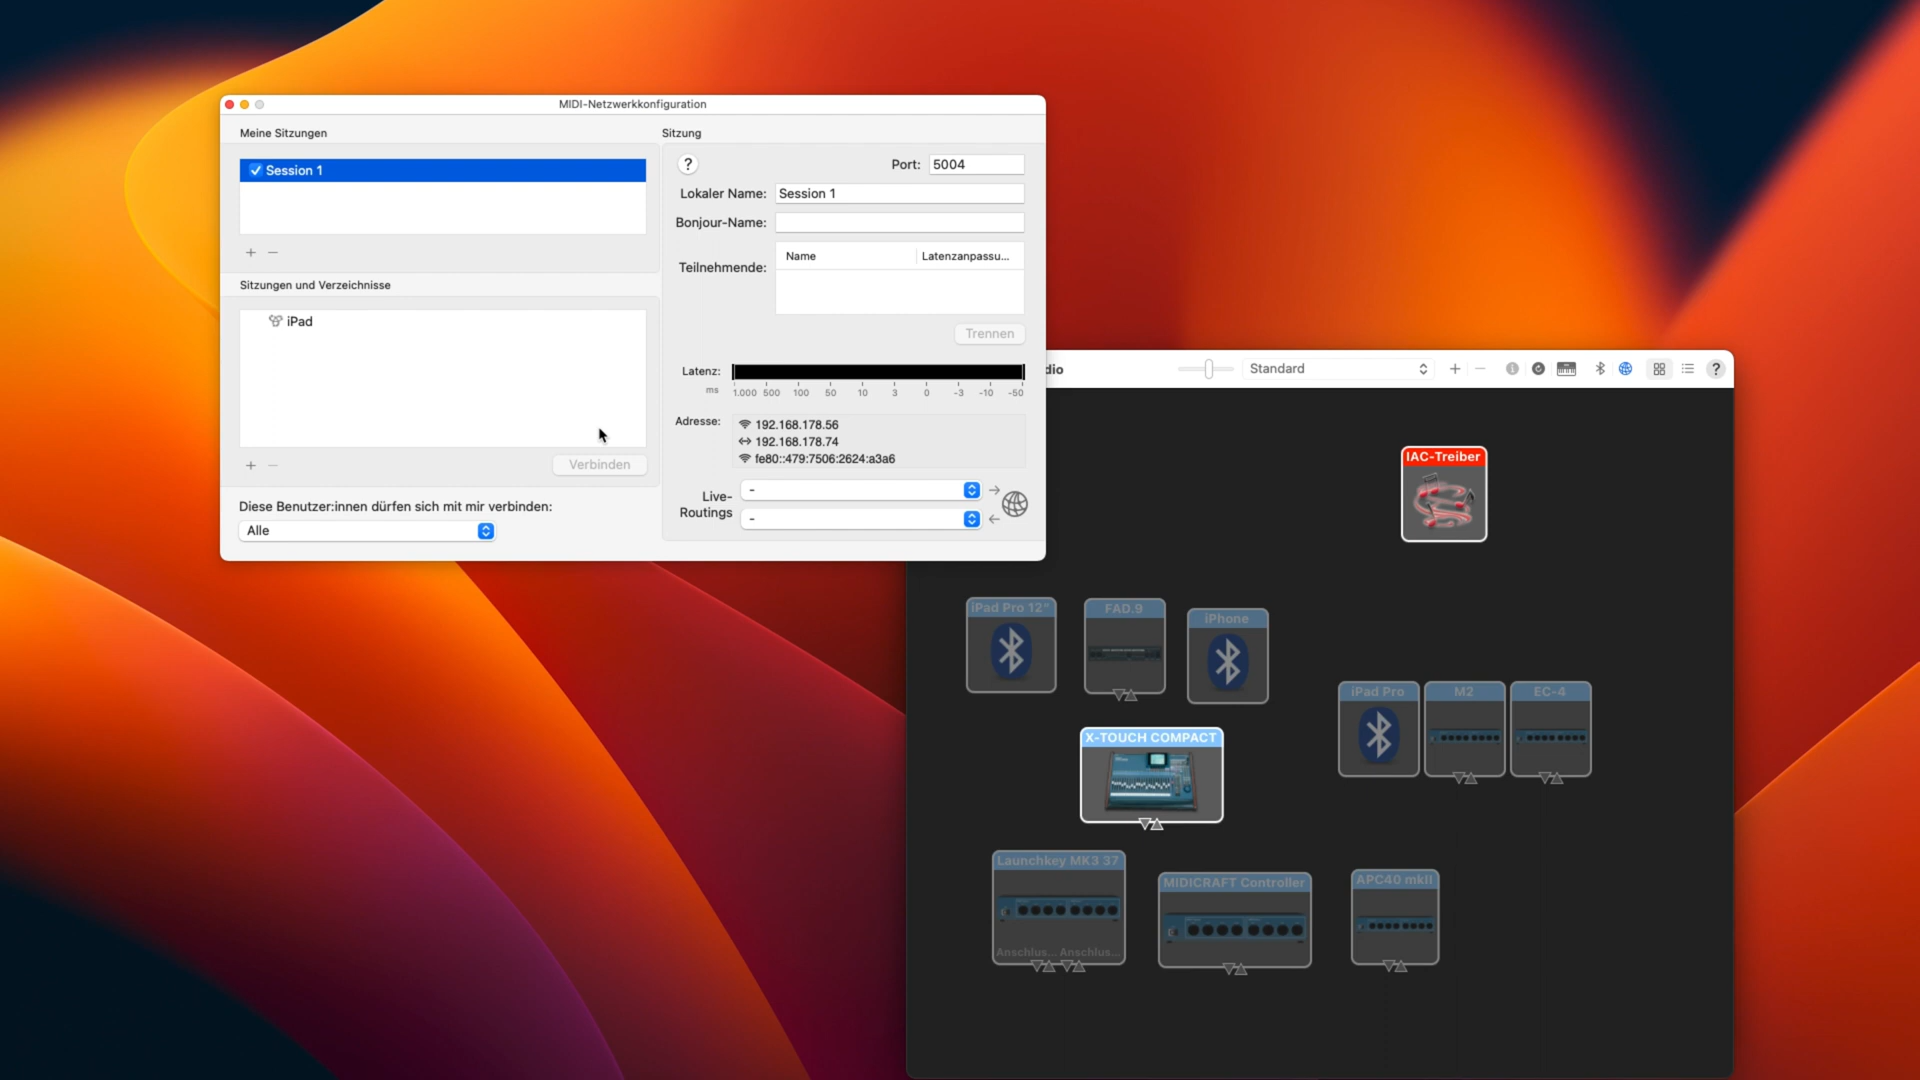 MIDI-Netzwerkkonfiguration
Meine Sitzungen
Session 1
+ −
Sitzungen und Verzeichnisse
iPad
+ −
Verbinden
Diese Benutzer:innen dürfen sich mit mir verbinden:
Alle
Sitzung
?
Port: 5004
Lokaler Name: Session 1
Bonjour-Name:
Teilnehmende:
Name
Latenzanpassu...
Trennen
Latenz:
ms 1.000 500 100 50 10 3 0 -3 -10 -50
Adresse: 192.168.178.56
192.168.178.74
fe80::479:7506:2624:a3a6
Live-
Routings
-
-
dio
Standard
+ −
?
IAC-Treiber
iPad Pro 12"
FAD.9
iPhone
iPad Pro
M2
EC-4
X-TOUCH COMPACT
Launchkey MK3 37
Anschlus... Anschlus...
MIDICRAFT Controller
APC40 mkII